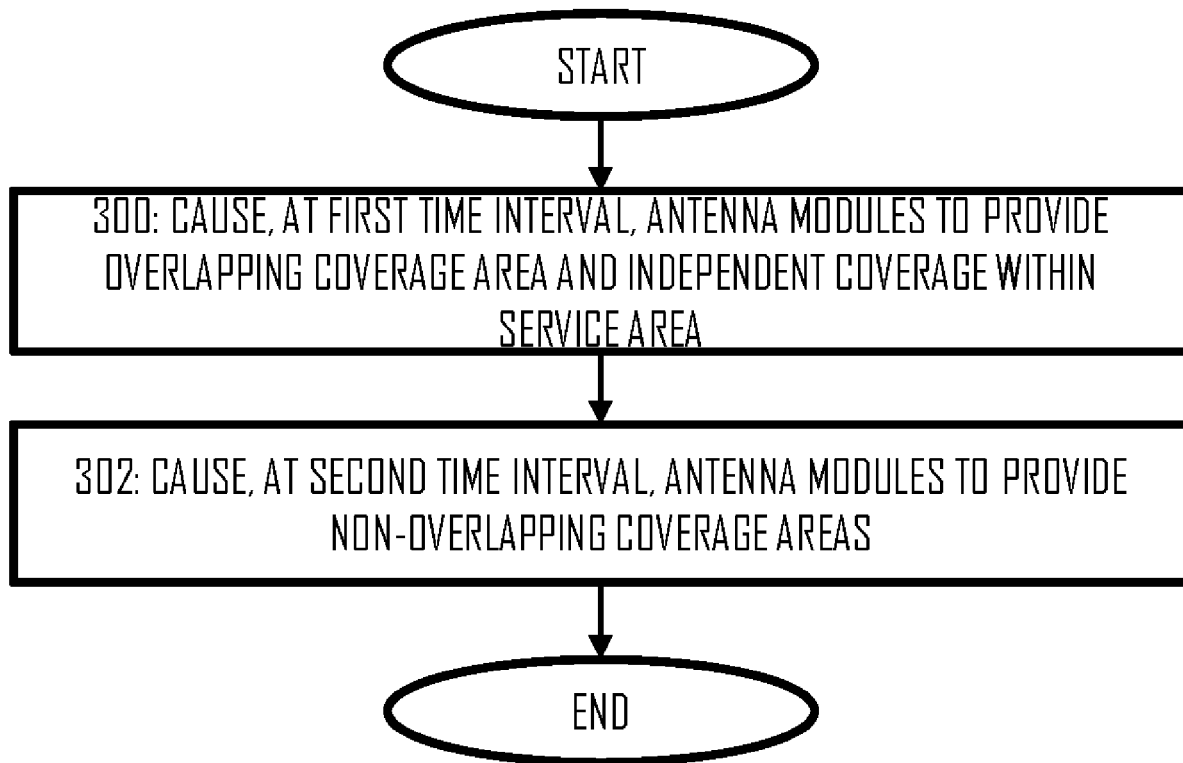 START
300: CAUSE, AT FIRST TIME INTERVAL, ANTENNA MODULES TO PROVIDE
OVERLAPPING COVERAGE AREA AND INDEPENDENT COVERAGE WITHIN
SERVICE AREA
302: CAUSE, AT SECOND TIME INTERVAL, ANTENNA MODULES TO PROVIDE
NON-OVERLAPPING COVERAGE AREAS
END